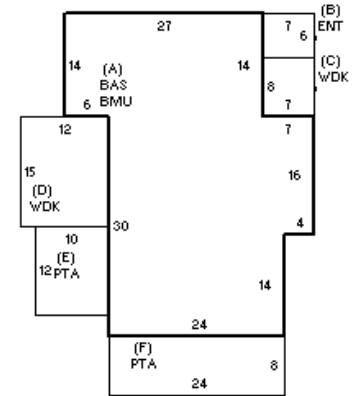 27
7
(B)
ENT
6
14
(A)
BAS
BMU
14
(C)
WDK
8
6
7
12
7
15
(D)
WDK
16
30
4
10
(E)
12
PTA
14
24
(F)
PTA
8
24